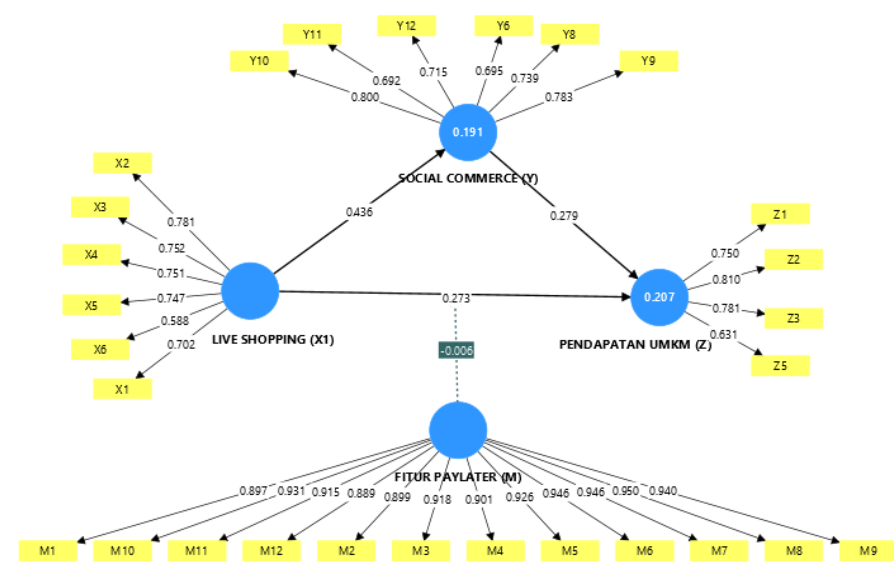 Y12
Y6
Y11
Y8
Y10
Y9
0.715
0.695
0.692
0.739
0.800
0.783
0.191
X2
SOCIAL COMMERCE (Y)
X3
0.781
0.436
0.279
Z1
X4
0.752
0.750
Z2
0.751
0.810
X5
0.747
0.273
0.207
0.781
Z3
X6
0.588
0.702
LIVE SHOPPING (X1)
PENDAPATAN UMKM (Z)
0.631
-0.006
Z5
X1
FITUR PAYLATER (M)
0.897
0.931
0.915
0.889
0.899
0.918
0.901
0.926
0.946
0.946
0.950
0.940
M1
M10
M11
M12
M2
M3
M4
M5
M6
M7
M8
M9